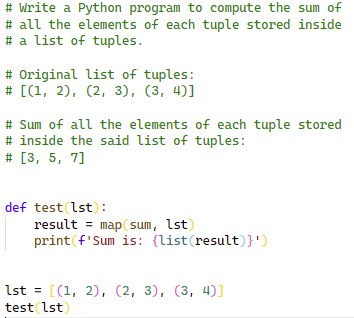 # Write a Python program to compute the sum of
# all the elements of each tuple stored inside
# a list of tuples.
# Original list of tuples:
# [(1, 2), (2, 3), (3, 4)]
# Sum of all the elements of each tuple stored
# inside the said list of tuples:
# [3, 5, 7]
def test(lst):
    result = map(sum, lst)
    print(f'Sum is: {list(result)}')
lst = [(1, 2), (2, 3), (3, 4)]
test(lst)